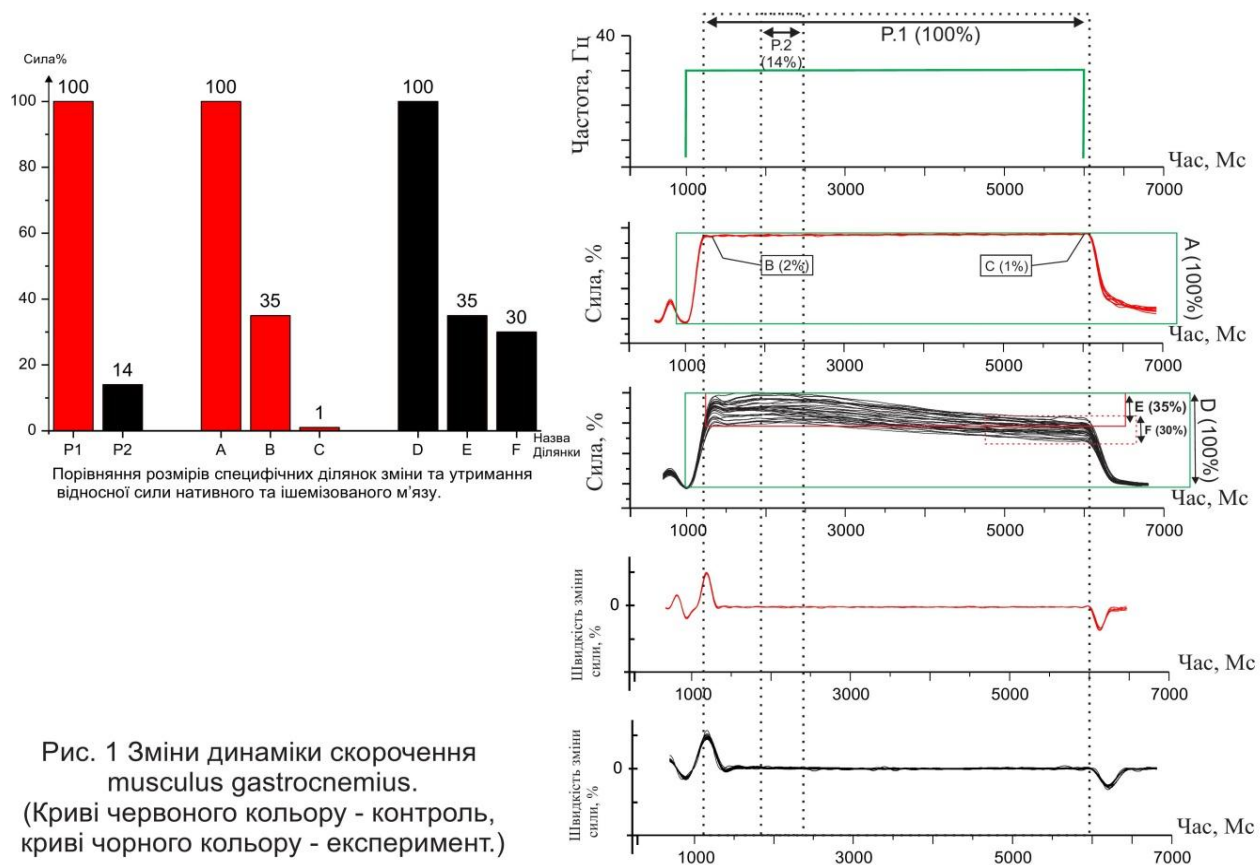 Сила%
100
80
60
40
20
0
100
14
100
35
1
100
35
30
P1
P2
A
B
C
D
E
F
Назва
Ділянки
Порівняння розмірів специфічних ділянок зміни та утримання
відносної сили нативного та ішемізованого м'язу.
Рис. 1 Зміни динаміки скорочення
musculus gastrocnemius.
(Криві червоного кольору - контроль,
криві чорного кольору - експеримент.)
40
Частота, Гц
P.1 (100%)
P.2
(14%)
Час, Мс
1000 3000 5000 7000
Сила, %
B (2%)
C (1%)
A (100%)
Час, Мс
1000 3000 5000 7000
Сила, %
E (35%)
F (30%)
D (100%)
Час, Мс
1000 3000 5000 7000
Швидкість зміни
сили, %
0
Час, Мс
1000 3000 5000 7000
Швидкість зміни
сили, %
0
Час, Мс
1000 3000 5000 7000